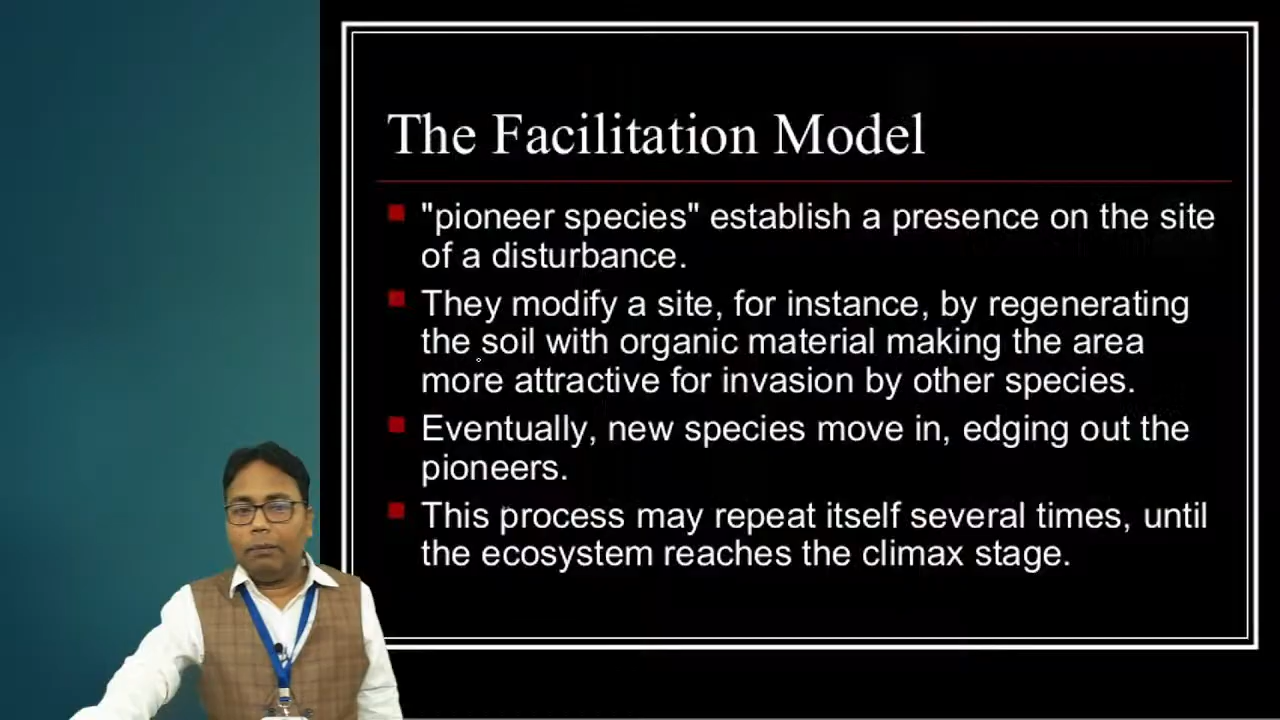 The Facilitation Model
"pioneer species" establish a presence on the site
of a disturbance.
They modify a site, for instance, by regenerating
the soil with organic material making the area
more attractive for invasion by other species.
Eventually, new species move in, edging out the
pioneers.
This process may repeat itself several times, until
the ecosystem reaches the climax stage.